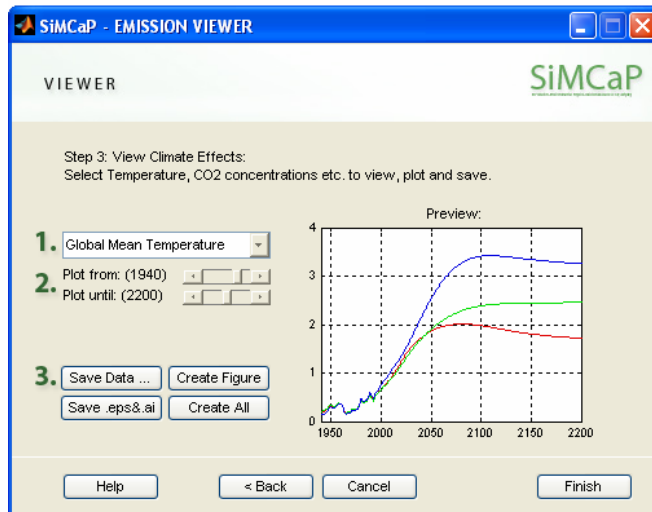 SiMCaP - EMISSION VIEWER
VIEWER
SiMCaP
Step 3: View Climate Effects:
Select Temperature, CO2 concentrations etc. to view, plot and save.
Preview:
1. Global Mean Temperature
2. Plot from: (1940)
Plot until: (2200)
3. Save Data ... Create Figure
Save .eps&.ai Create All
4
3
2
1
0
1950 2000 2050 2100 2150 2200
Help < Back Cancel Finish